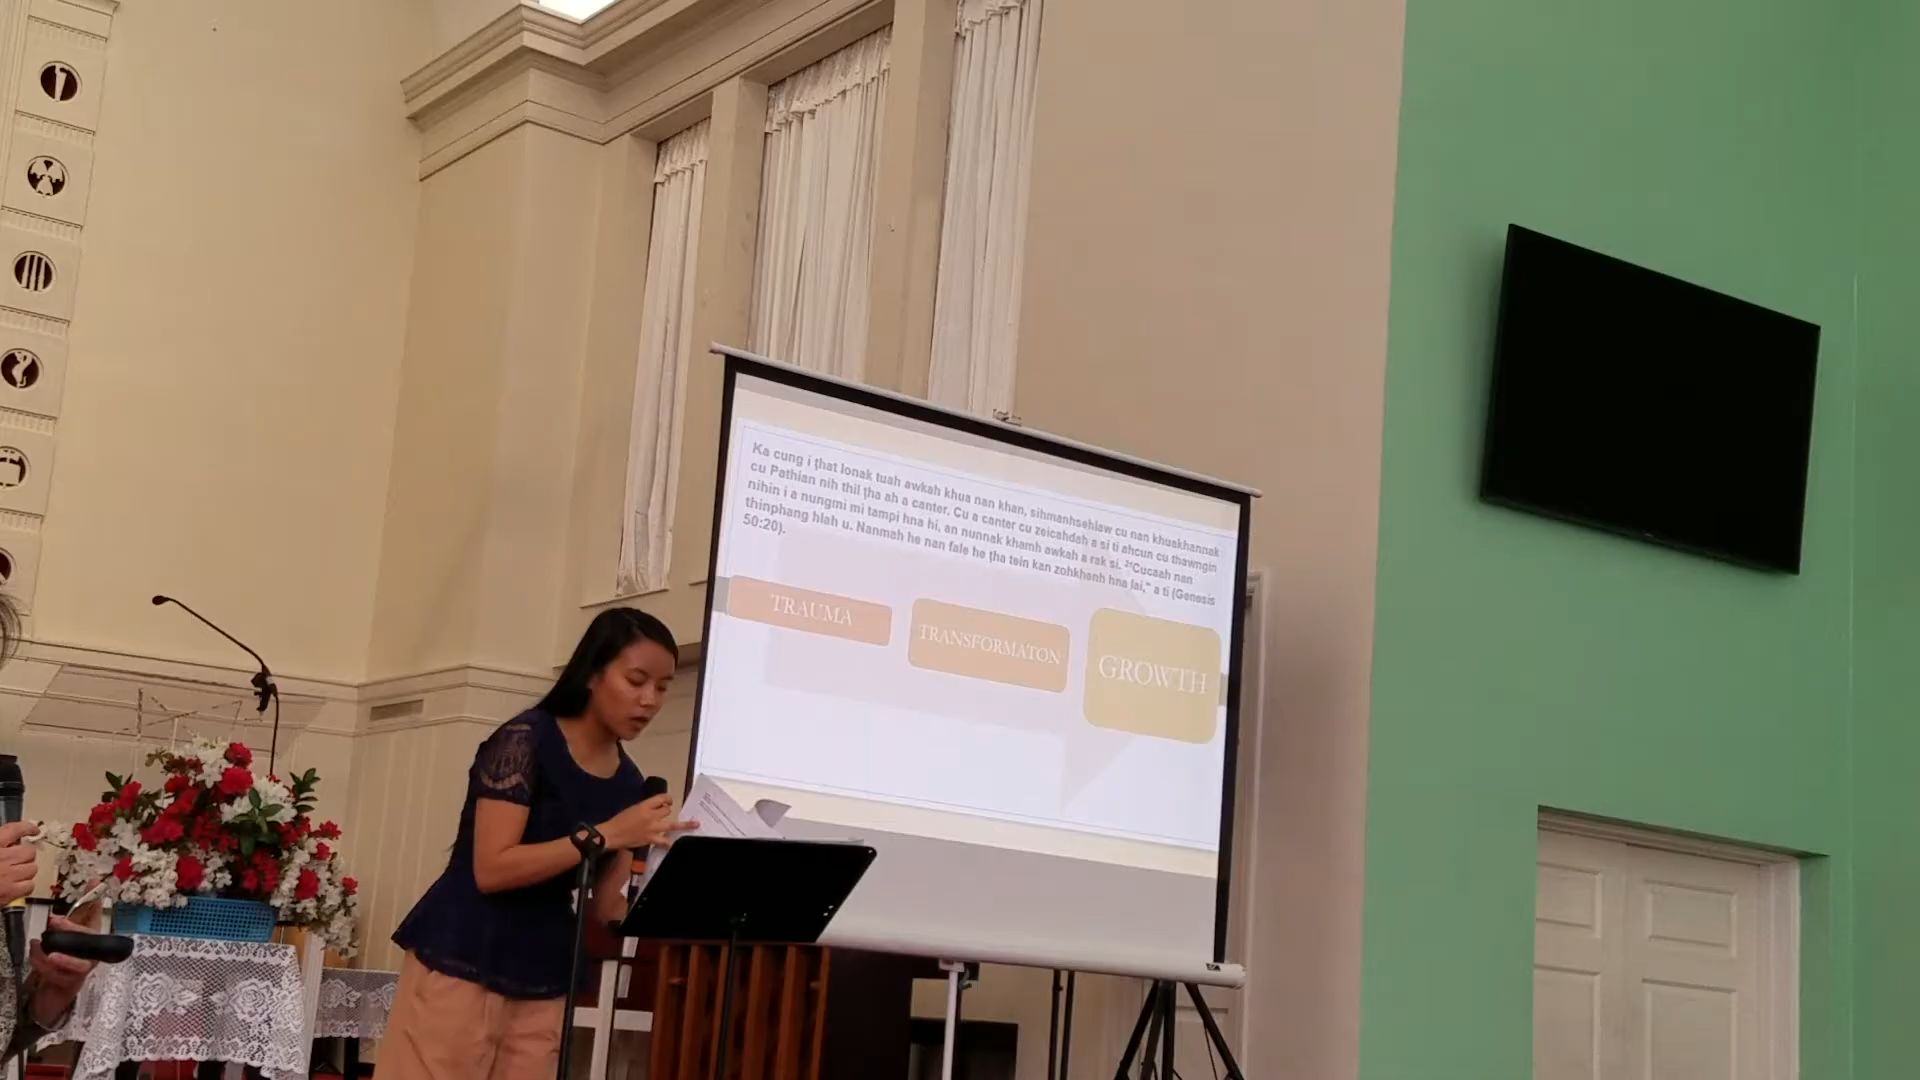 Ka cung i ṭhat lonak tuah awkah khua nan khan, sihmanhsehlaw cu nan khuakhannak
cu Pathian nih thil ṭha ah a canter. Cu a canter cu zeicahdah a si ti ahcun cu thawngin
nihin i a nungmi mi tampi hna hi, an nunnak khamh awkah a rak si. ²¹Cucaah nan
thinphang hlah u. Nanmah he nan fale he ṭha tein kan zohkhenh hna lai," a ti (Genesis
50:20).
TRAUMA
TRANSFORMATON
GROWTH